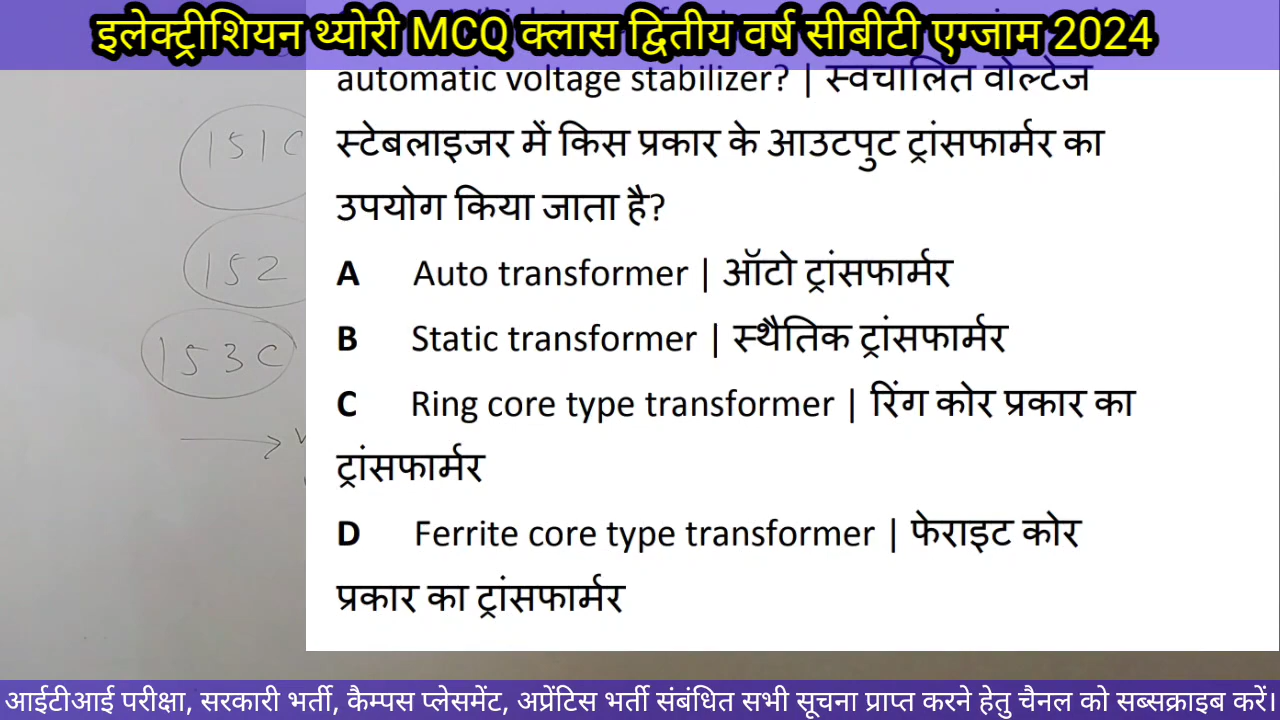 इलेक्ट्रीशियन थ्योरी MCQ क्लास द्वितीय वर्ष सीबीटी एग्जाम 2024
automatic voltage stabilizer? | स्वचालित वोल्टेज
स्टेबलाइजर में किस प्रकार के आउटपुट ट्रांसफार्मर का
उपयोग किया जाता है?
A Auto transformer | ऑटो ट्रांसफार्मर
B Static transformer | स्थैतिक ट्रांसफार्मर
C Ring core type transformer | रिंग कोर प्रकार का
ट्रांसफार्मर
D Ferrite core type transformer | फेराइट कोर
प्रकार का ट्रांसफार्मर
151C
152
153C
आईटीआई परीक्षा, सरकारी भर्ती, कैम्पस प्लेसमेंट, अप्रेंटिस भर्ती संबंधित सभी सूचना प्राप्त करने हेतु चैनल को सब्सक्राइब करें।